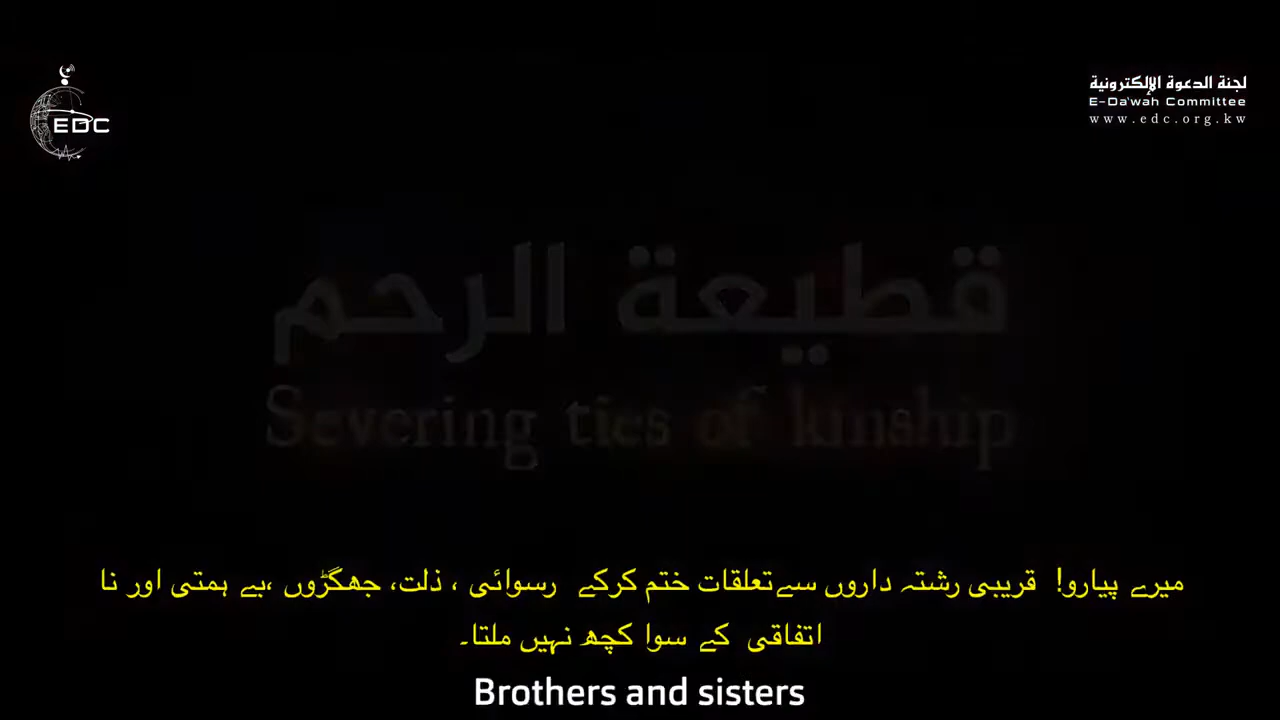 EDC
لجنة الدعوة الإلكترونية
E-Da'wah Committee
www.edc.org.kw
قطيعة الرحم
Severing ties of kinship
میرے پیارو! قریبی رشتہ داروں سےتعلقات ختم کرکے رسوائی ، ذلت، جھگڑوں ،بے ہمتی اور نا
اتفاقی کے سوا کچھ نہیں ملتا۔
Brothers and sisters